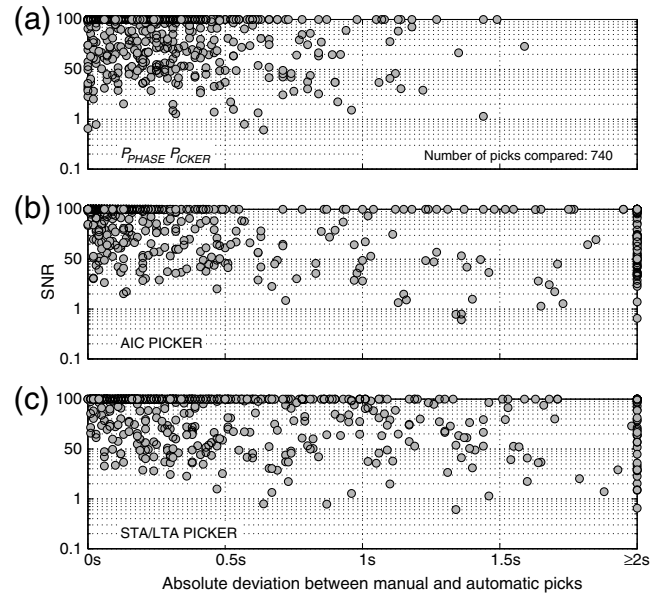 (a)
100
50
1
0.1
PPHASE PICKER
Number of picks compared: 740
(b)
100
50
1
0.1
SNR
AIC PICKER
(c)
100
50
1
0.1
STA/LTA PICKER
0s 0.5s 1s 1.5s ≥2s
Absolute deviation between manual and automatic picks